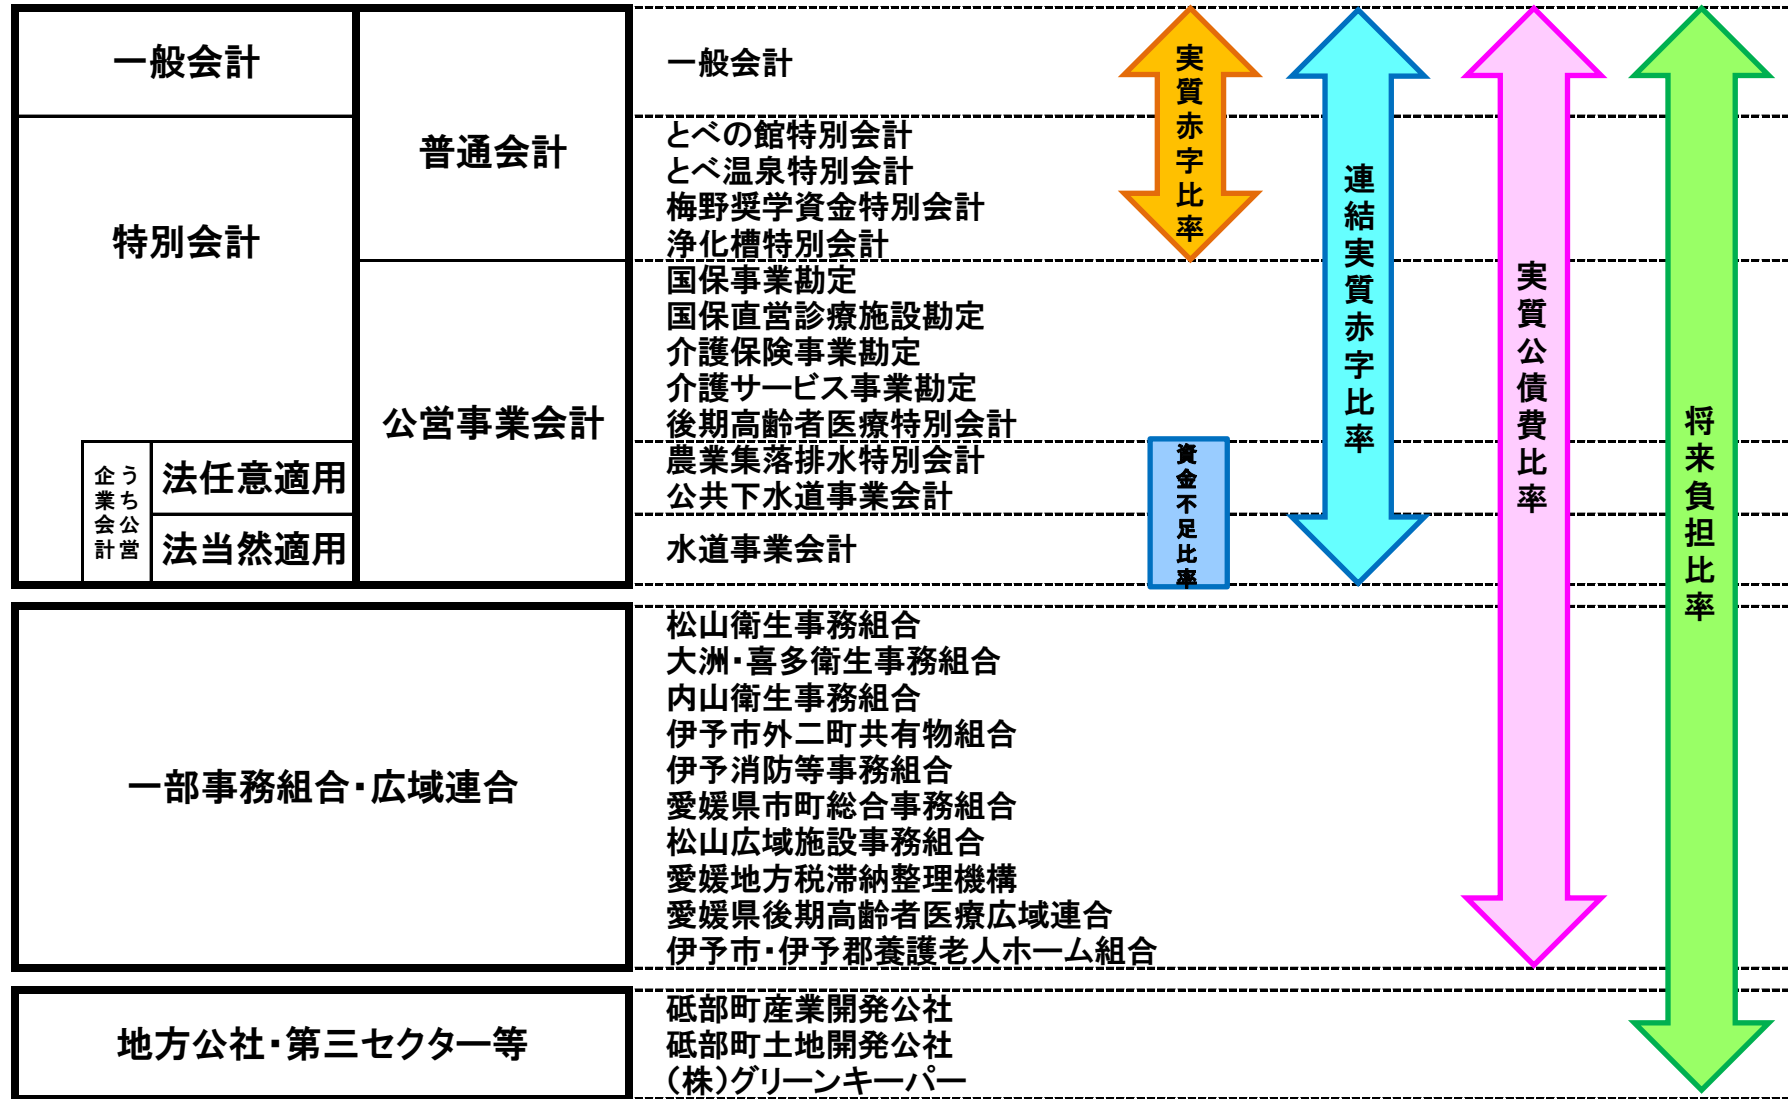 一般会計
特別会計
うち公営
企業会計
法任意適用
法当然適用
普通会計
公営事業会計
一般会計
とべの館特別会計
とべ温泉特別会計
梅野奨学資金特別会計
浄化槽特別会計
国保事業勘定
国保直営診療施設勘定
介護保険事業勘定
介護サービス事業勘定
後期高齢者医療特別会計
農業集落排水特別会計
公共下水道事業会計
水道事業会計
実質赤字比率
資金不足比率
連結実質赤字比率
実質公債費比率
将来負担比率
一部事務組合・広域連合
松山衛生事務組合
大洲・喜多衛生事務組合
内山衛生事務組合
伊予市外二町共有物組合
伊予消防等事務組合
愛媛県市町総合事務組合
松山広域施設事務組合
愛媛地方税滞納整理機構
愛媛県後期高齢者医療広域連合
伊予市・伊予郡養護老人ホーム組合
地方公社・第三セクター等
砥部町産業開発公社
砥部町土地開発公社
（株）グリーンキーパー